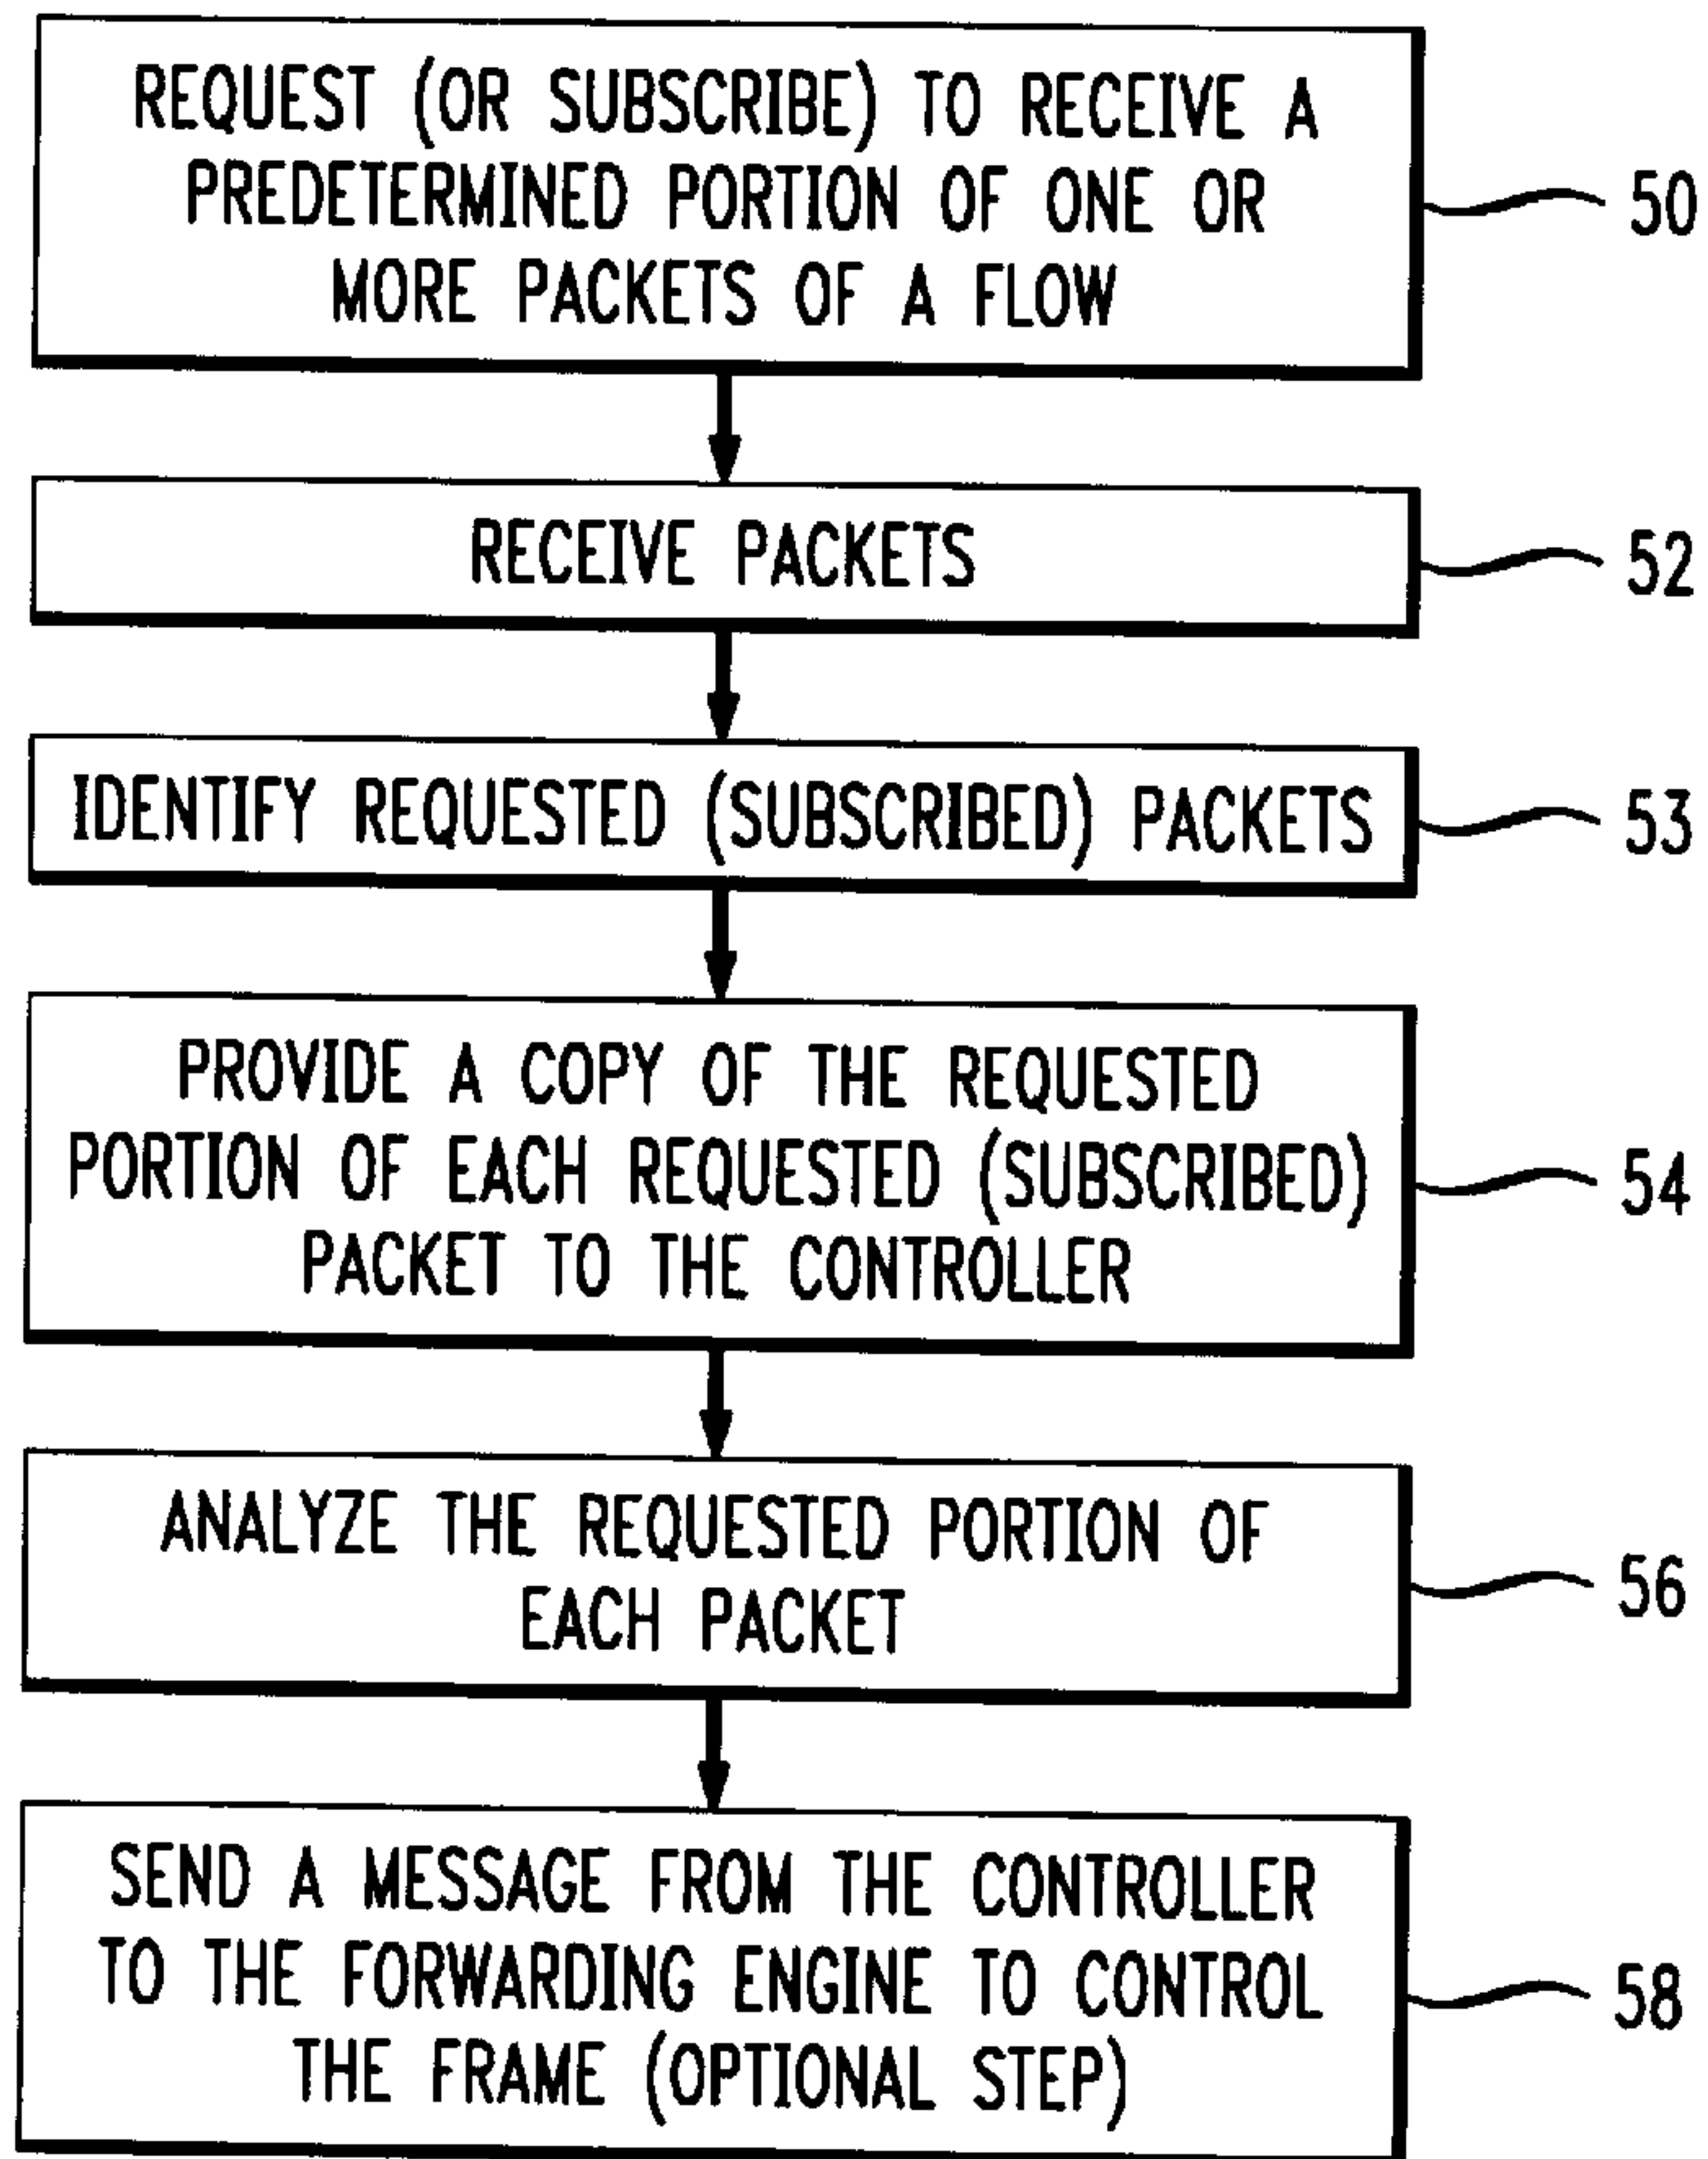 REQUEST (OR SUBSCRIBE) TO RECEIVE A
PREDETERMINED PORTION OF ONE OR
MORE PACKETS OF A FLOW
50
RECEIVE PACKETS
52
IDENTIFY REQUESTED (SUBSCRIBED) PACKETS
53
PROVIDE A COPY OF THE REQUESTED
PORTION OF EACH REQUESTED (SUBSCRIBED)
PACKET TO THE CONTROLLER
54
ANALYZE THE REQUESTED PORTION OF
EACH PACKET
56
SEND A MESSAGE FROM THE CONTROLLER
TO THE FORWARDING ENGINE TO CONTROL
THE FRAME (OPTIONAL STEP)
58